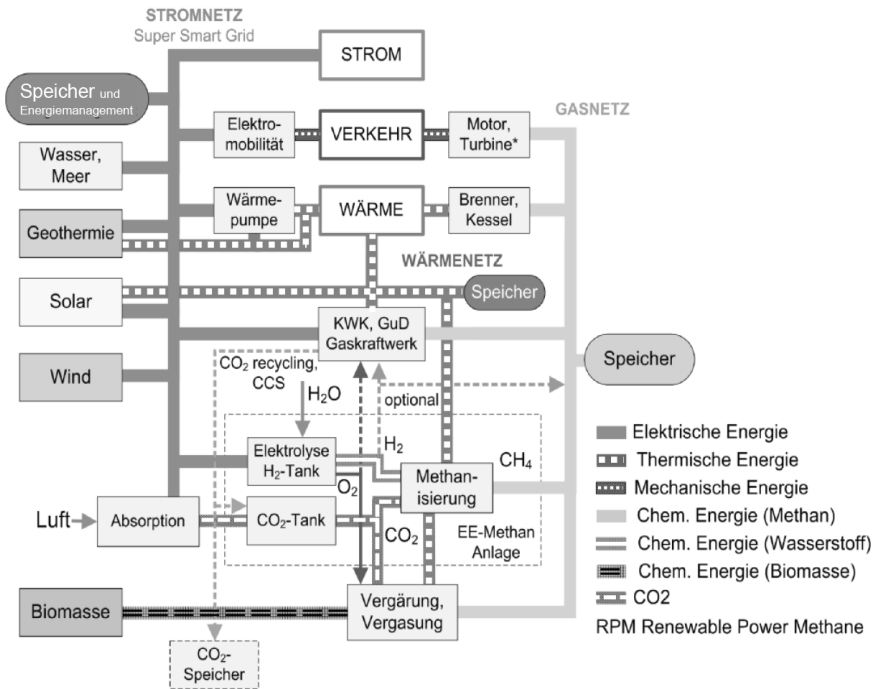 STROMNETZ
Super Smart Grid
STROM
Speicher und
Energiemanagement
GASNETZ
Elektro-
mobilität
VERKEHR
Motor,
Turbine*
Wasser,
Meer
Wärme-
pumpe
WÄRME
Brenner,
Kessel
Geothermie
WÄRMENETZ
Solar
Speicher
KWK, GuD
Gaskraftwerk
Speicher
Wind
CO₂ recycling,
CCS
H₂O
optional
Elektrische Energie
Elektrolyse
H₂-Tank
H₂
CH₄
Thermische Energie
Methan-
isierung
O₂
Mechanische Energie
Luft
Absorption
CO₂-Tank
CO₂
EE-Methan
Anlage
Chem. Energie (Methan)
Chem. Energie (Wasserstoff)
Chem. Energie (Biomasse)
Biomasse
Vergärung,
Vergasung
CO2
RPM Renewable Power Methane
CO₂-
Speicher